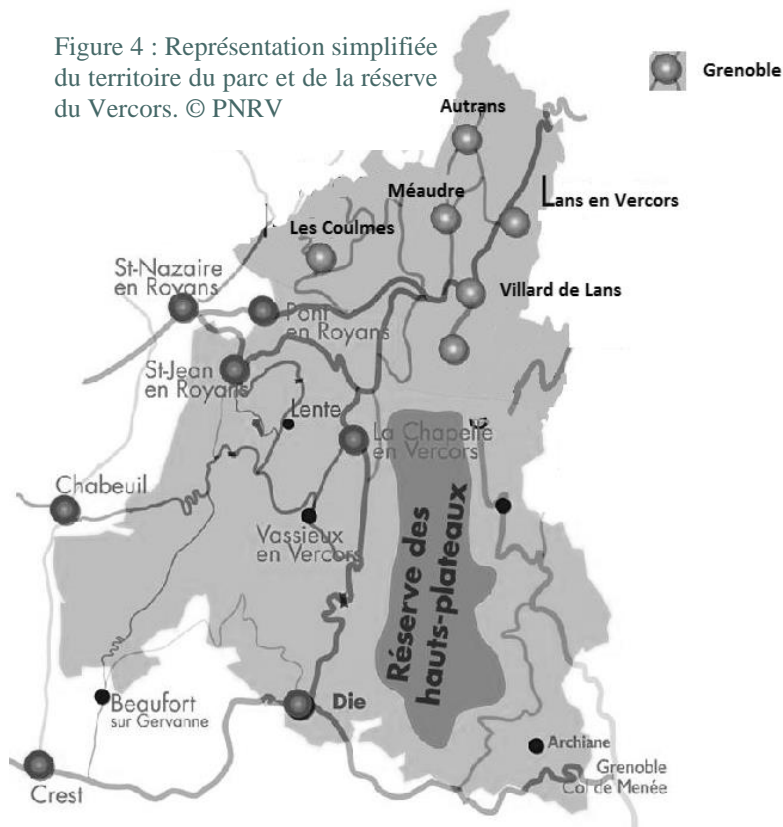 Figure 4 : Représentation simplifiée
du territoire du parc et de la réserve
du Vercors. © PNRV
Grenoble
Autrans
Méaudre
Lans en Vercors
Les Coulmes
St-Nazaire
en Royans
Villard de Lans
Pont
en Royans
St-Jean
en Royans
Lente
La Chapelle
en Vercors
Chabeuil
Vassieux
en Vercors
Réserve des
hauts-plateaux
Beaufort
sur Gervanne
Die
Archiane
Grenoble
Col de Menée
Crest